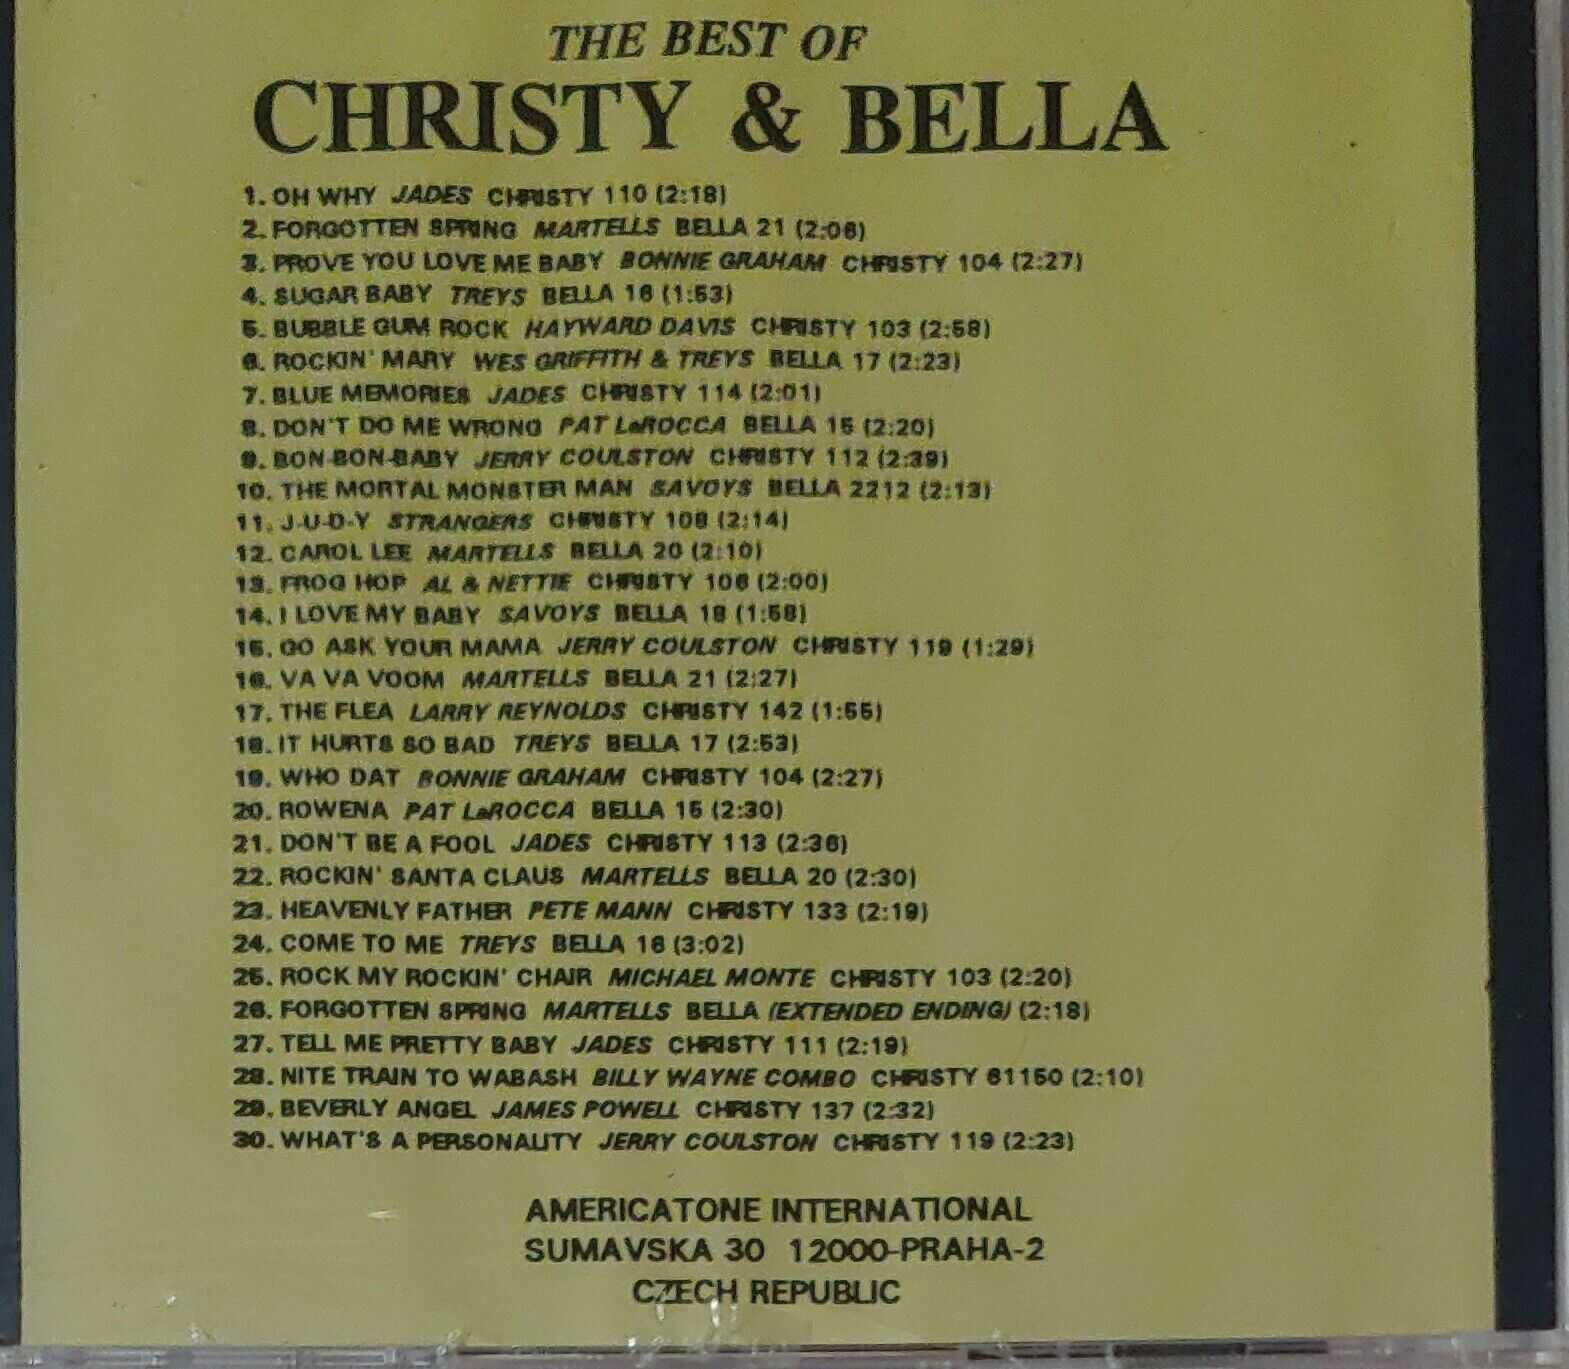 THE BEST OF
CHRISTY & BELLA
1. OH WHY JADES CHRISTY 110 (2:18)
2. FORGOTTEN SPRING MARTELLS BELLA 21 (2:06)
3. PROVE YOU LOVE ME BABY BONNIE GRAHAM CHRISTY 104 (2:27)
4. SUGAR BABY TREYS BELLA 16 (1:53)
5. BUBBLE GUM ROCK HAYWARD DAVIS CHRISTY 103 (2:58)
6. ROCKIN' MARY WES GRIFFITH & TREYS BELLA 17 (2:23)
7. BLUE MEMORIES JADES CHRISTY 114 (2:01)
8. DON'T DO ME WRONG PAT LaROCCA BELLA 15 (2:20)
9. BON-BON-BABY JERRY COULSTON CHRISTY 112 (2:39)
10. THE MORTAL MONSTER MAN SAVOYS BELLA 2212 (2:13)
11. J-U-D-Y STRANGERS CHRISTY 108 (2:14)
12. CAROL LEE MARTELLS BELLA 20 (2:10)
13. FROG HOP AL & NETTIE CHRISTY 106 (2:00)
14. I LOVE MY BABY SAVOYS BELLA 18 (1:58)
15. GO ASK YOUR MAMA JERRY COULSTON CHRISTY 119 (1:29)
16. VA VA VOOM MARTELLS BELLA 21 (2:27)
17. THE FLEA LARRY REYNOLDS CHRISTY 142 (1:55)
18. IT HURTS SO BAD TREYS BELLA 17 (2:53)
19. WHO DAT BONNIE GRAHAM CHRISTY 104 (2:27)
20. ROWENA PAT LaROCCA BELLA 15 (2:30)
21. DON'T BE A FOOL JADES CHRISTY 113 (2:36)
22. ROCKIN' SANTA CLAUS MARTELLS BELLA 20 (2:30)
23. HEAVENLY FATHER PETE MANN CHRISTY 133 (2:19)
24. COME TO ME TREYS BELLA 16 (3:02)
25. ROCK MY ROCKIN' CHAIR MICHAEL MONTE CHRISTY 103 (2:20)
26. FORGOTTEN SPRING MARTELLS BELLA (EXTENDED ENDING) (2:18)
27. TELL ME PRETTY BABY JADES CHRISTY 111 (2:19)
28. NITE TRAIN TO WABASH BILLY WAYNE COMBO CHRISTY 61150 (2:10)
29. BEVERLY ANGEL JAMES POWELL CHRISTY 137 (2:32)
30. WHAT'S A PERSONALITY JERRY COULSTON CHRISTY 119 (2:23)
AMERICATONE INTERNATIONAL
SUMAVSKA 30 12000-PRAHA-2
CZECH REPUBLIC